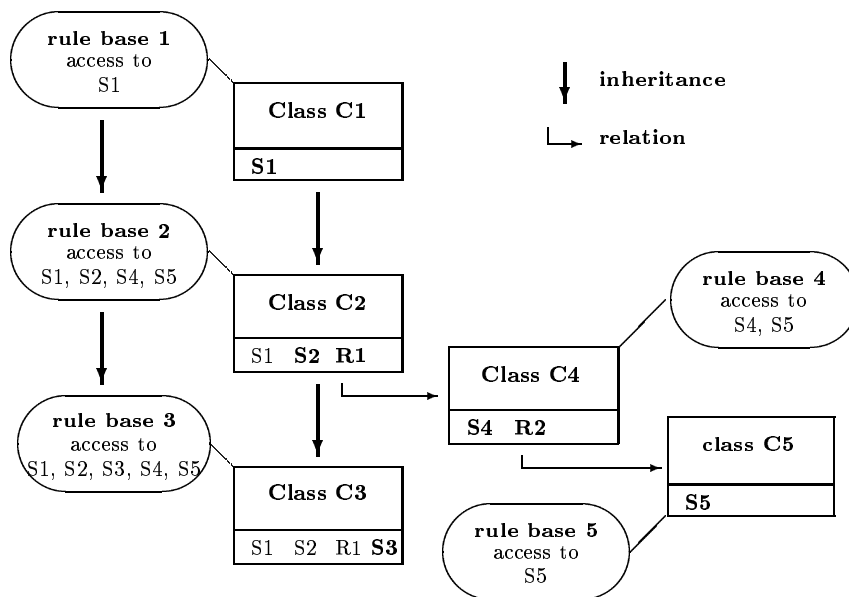 rule base 1
access to
S1
Class C1
S1
inheritance
relation
rule base 2
access to
S1, S2, S4, S5
Class C2
S1 S2 R1
rule base 4
access to
S4, S5
Class C4
S4 R2
rule base 3
access to
S1, S2, S3, S4, S5
Class C3
S1 S2 R1 S3
class C5
S5
rule base 5
access to
S5